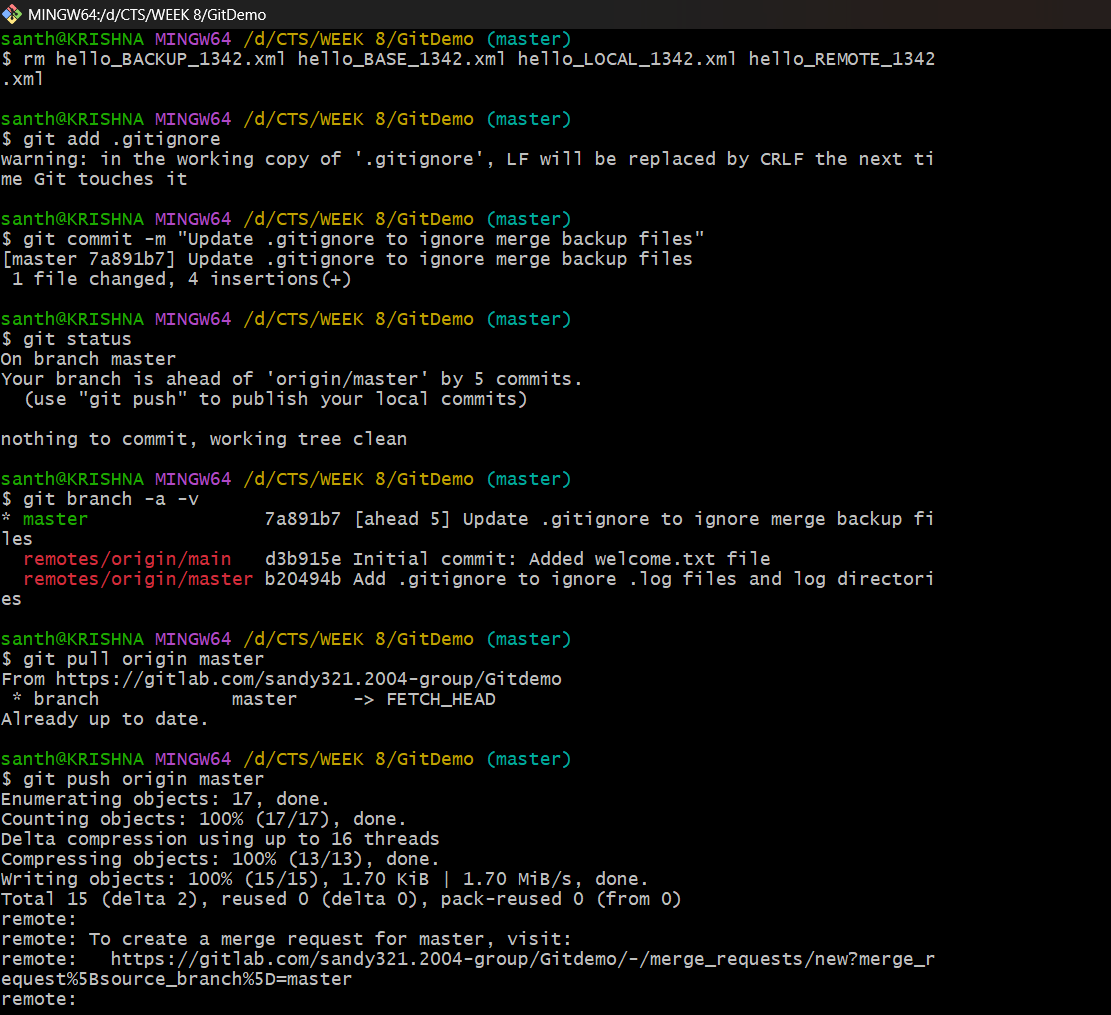 MINGW64:/d/CTS/WEEK 8/GitDemo
santh@KRISHNA MINGW64 /d/CTS/WEEK 8/GitDemo (master)
$ rm hello_BACKUP_1342.xml hello_BASE_1342.xml hello_LOCAL_1342.xml hello_REMOTE_1342
.xml
santh@KRISHNA MINGW64 /d/CTS/WEEK 8/GitDemo (master)
$ git add .gitignore
warning: in the working copy of '.gitignore', LF will be replaced by CRLF the next ti
me Git touches it
santh@KRISHNA MINGW64 /d/CTS/WEEK 8/GitDemo (master)
$ git commit -m "Update .gitignore to ignore merge backup files"
[master 7a891b7] Update .gitignore to ignore merge backup files
 1 file changed, 4 insertions(+)
santh@KRISHNA MINGW64 /d/CTS/WEEK 8/GitDemo (master)
$ git status
On branch master
Your branch is ahead of 'origin/master' by 5 commits.
  (use "git push" to publish your local commits)
nothing to commit, working tree clean
santh@KRISHNA MINGW64 /d/CTS/WEEK 8/GitDemo (master)
$ git branch -a -v
* master                7a891b7 [ahead 5] Update .gitignore to ignore merge backup fi
les
  remotes/origin/main   d3b915e Initial commit: Added welcome.txt file
  remotes/origin/master b20494b Add .gitignore to ignore .log files and log directori
es
santh@KRISHNA MINGW64 /d/CTS/WEEK 8/GitDemo (master)
$ git pull origin master
From https://gitlab.com/sandy321.2004-group/Gitdemo
 * branch            master     -> FETCH_HEAD
Already up to date.
santh@KRISHNA MINGW64 /d/CTS/WEEK 8/GitDemo (master)
$ git push origin master
Enumerating objects: 17, done.
Counting objects: 100% (17/17), done.
Delta compression using up to 16 threads
Compressing objects: 100% (13/13), done.
Writing objects: 100% (15/15), 1.70 KiB | 1.70 MiB/s, done.
Total 15 (delta 2), reused 0 (delta 0), pack-reused 0 (from 0)
remote:
remote: To create a merge request for master, visit:
remote:   https://gitlab.com/sandy321.2004-group/Gitdemo/-/merge_requests/new?merge_r
equest%5Bsource_branch%5D=master
remote: